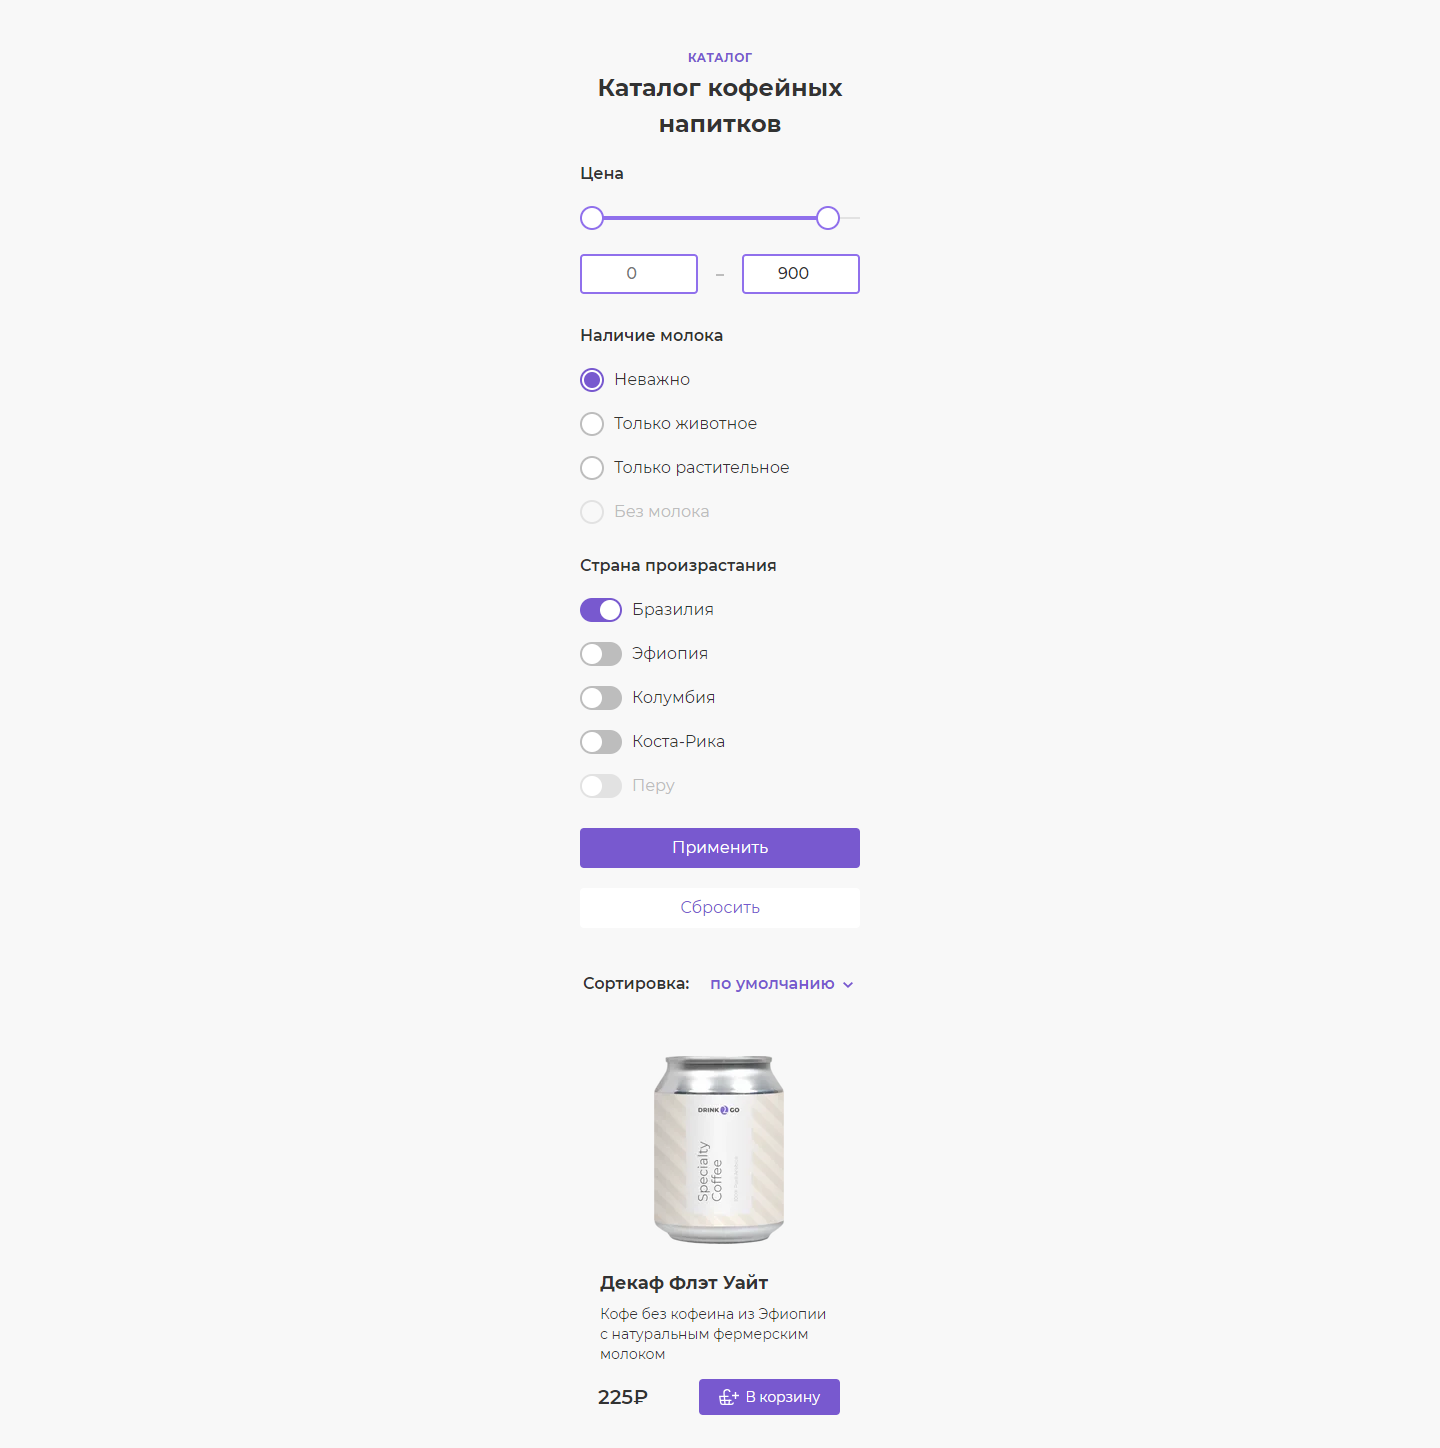 КАТАЛОГ
Каталог кофейных
напитков
Цена
0 – 900
Наличие молока
Неважно
Только животное
Только растительное
Без молока
Страна произрастания
Бразилия
Эфиопия
Колумбия
Коста-Рика
Перу
Применить
Сбросить
Сортировка: по умолчанию
DRINK 2 GO
Specialty
Coffee
Декаф Флэт Уайт
Кофе без кофеина из Эфиопии
с натуральным фермерским
молоком
225₽ В корзину